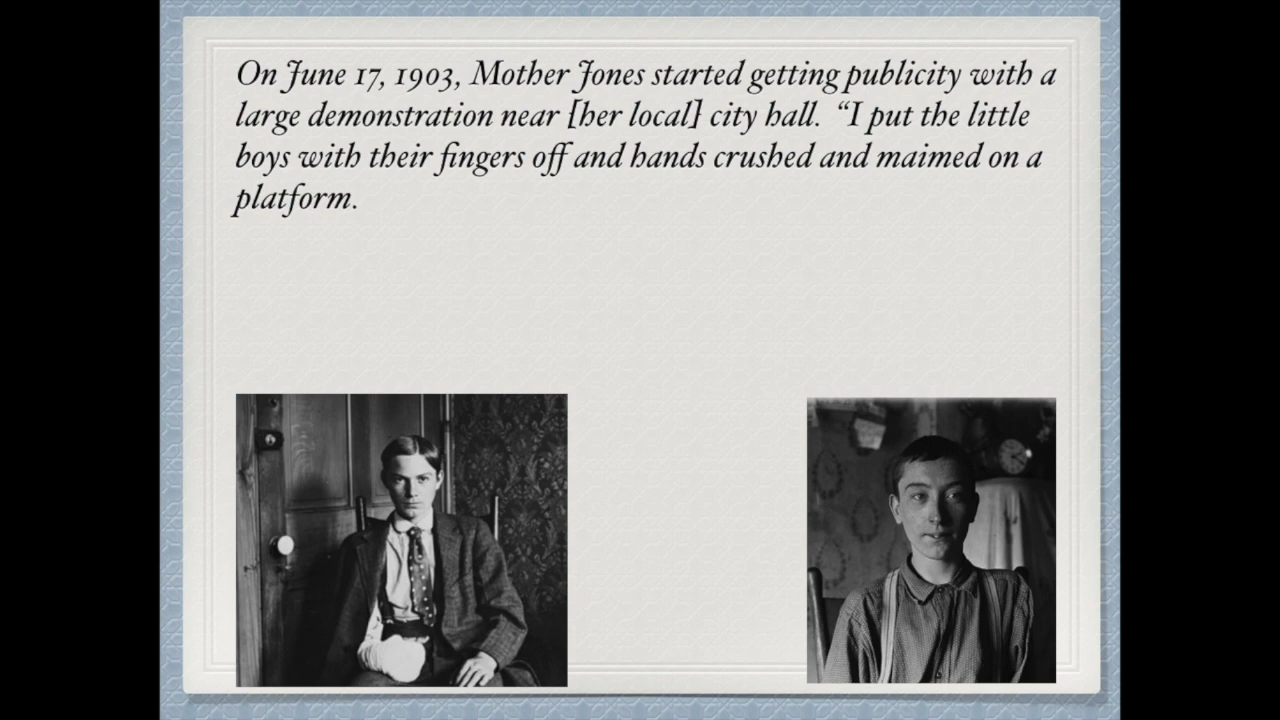 On June 17, 1903, Mother Jones started getting publicity with a
large demonstration near [her local] city hall.  “I put the little
boys with their fingers off and hands crushed and maimed on a
platform.